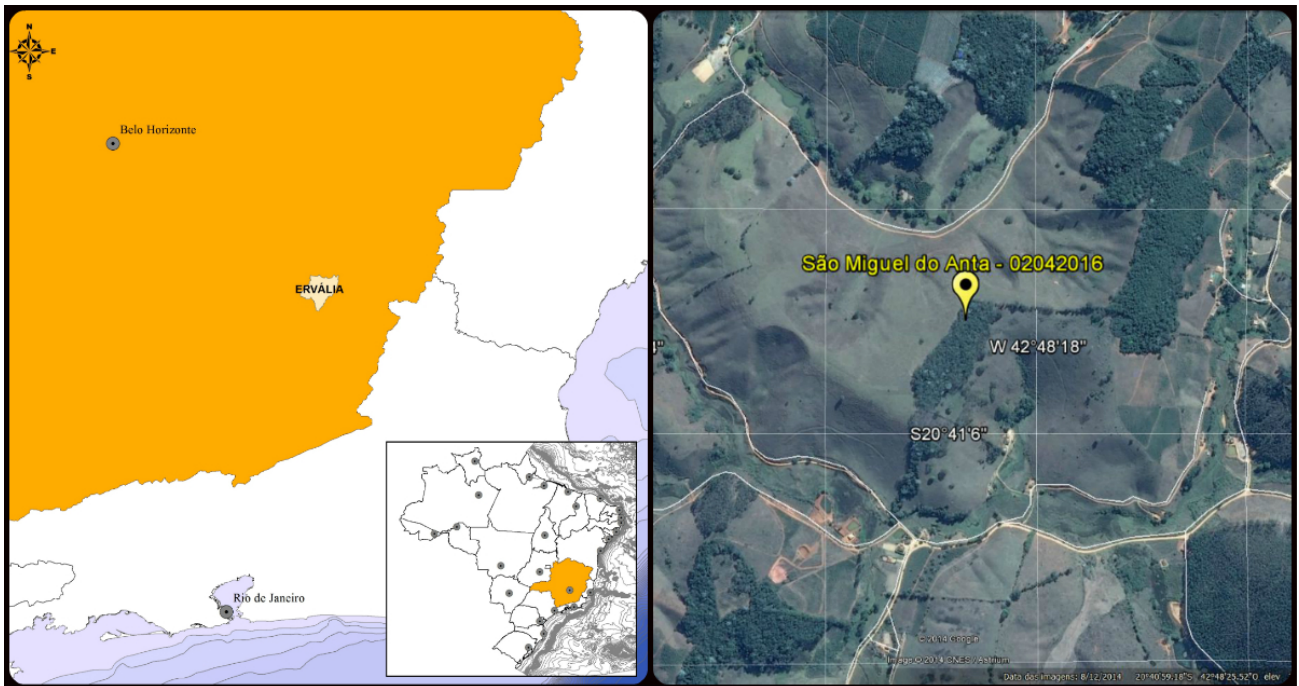 N
E
S
Belo Horizonte
ERVÁLIA
Rio de Janeiro
São Miguel do Anta - 02042016
W 42°48'18"
S20°41'6"
© 2014 Google
Image © 2014 CNES / Astrium
Data das imagens: 8/12/2014 20°40'59.18"S 42°48'25.52"O elev